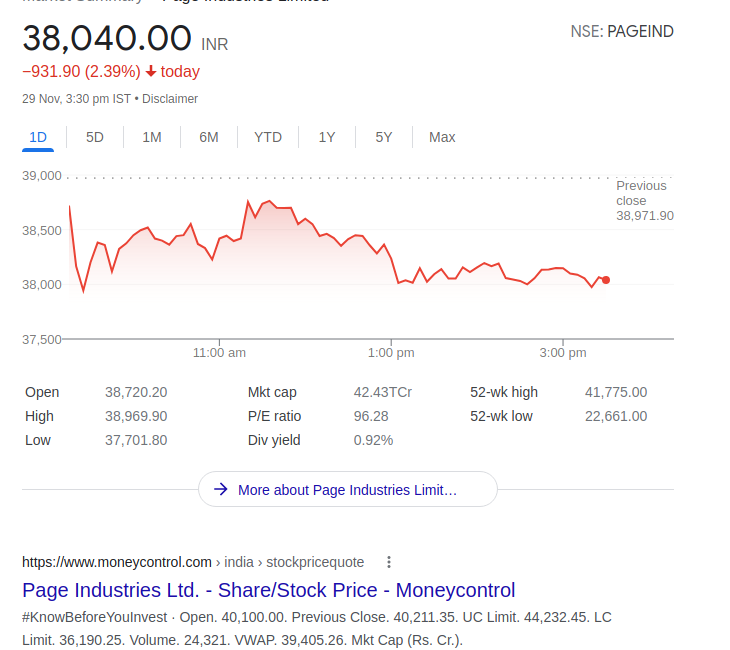 Market Summary > Page Industries Limited
38,040.00 INR
NSE: PAGEIND
−931.90 (2.39%) today
29 Nov, 3:30 pm IST • Disclaimer
1D 5D 1M 6M YTD 1Y 5Y Max
39,000
Previous
close
38,971.90
38,500
38,000
37,500
11:00 am 1:00 pm 3:00 pm
Open 38,720.20 Mkt cap 42.43TCr 52-wk high 41,775.00
High 38,969.90 P/E ratio 96.28 52-wk low 22,661.00
Low 37,701.80 Div yield 0.92%
More about Page Industries Limit…
https://www.moneycontrol.com › india › stockpricequote
Page Industries Ltd. - Share/Stock Price - Moneycontrol
#KnowBeforeYouInvest · Open. 40,100.00. Previous Close. 40,211.35. UC Limit. 44,232.45. LC
Limit. 36,190.25. Volume. 24,321. VWAP. 39,405.26. Mkt Cap (Rs. Cr.).